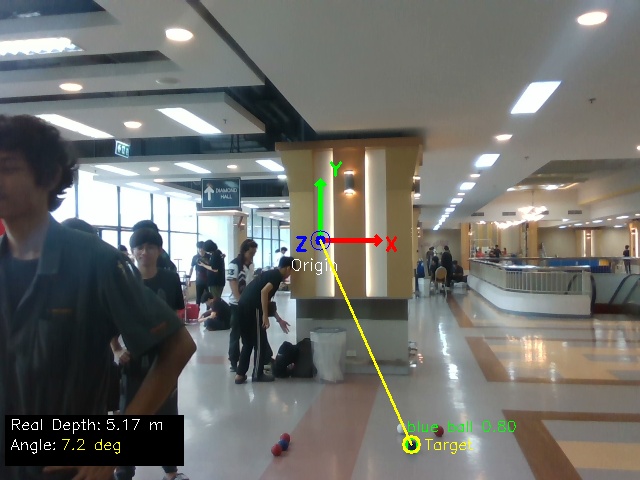 DIAMOND
HALL
Y
Z
X
Origin
blue ball 0.80
Target
Real Depth: 5.17 m
Angle: 7.2 deg